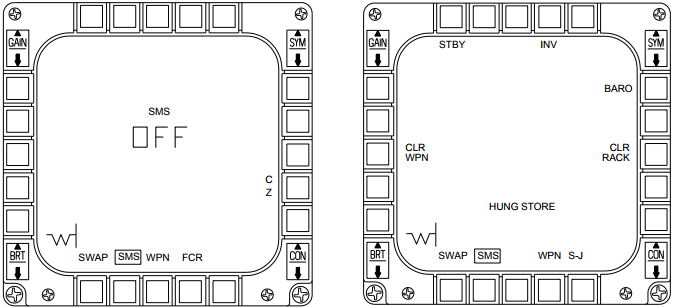 GAIN
SYM
SMS
OFF
C
Z
BRT
CON
SWAP SMS WPN FCR
GAIN
STBY INV
SYM
BARO
CLR
WPN
CLR
RACK
HUNG STORE
BRT
CON
SWAP SMS WPN S-J